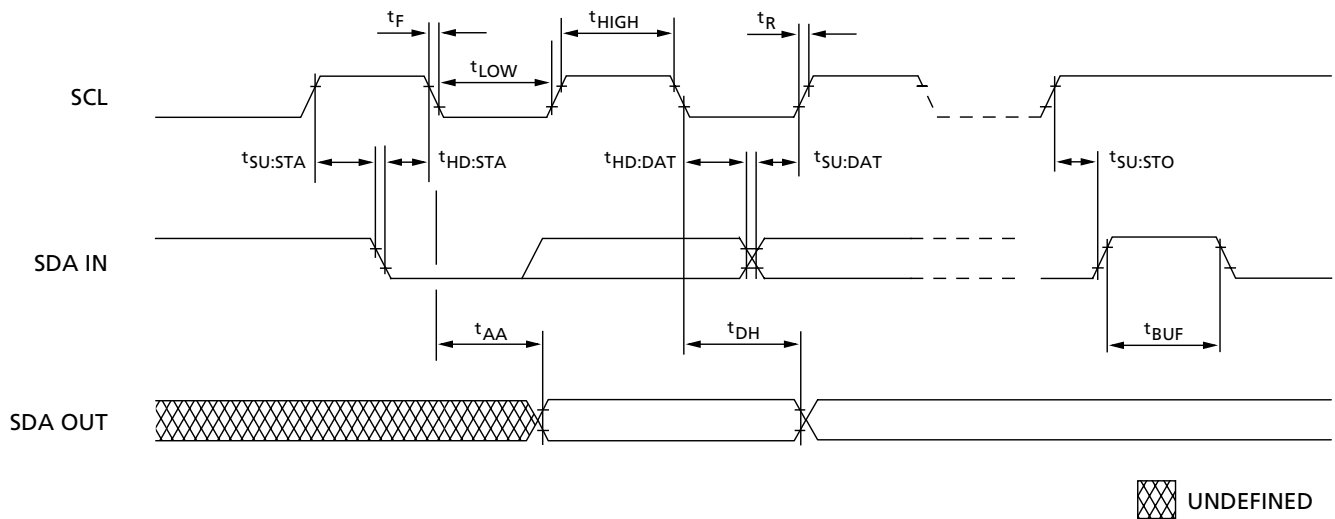 tF
tHIGH
tR
tLOW
SCL
tSU:STA
tHD:STA
tHD:DAT
tSU:DAT
tSU:STO
SDA IN
tAA
tDH
tBUF
SDA OUT
UNDEFINED